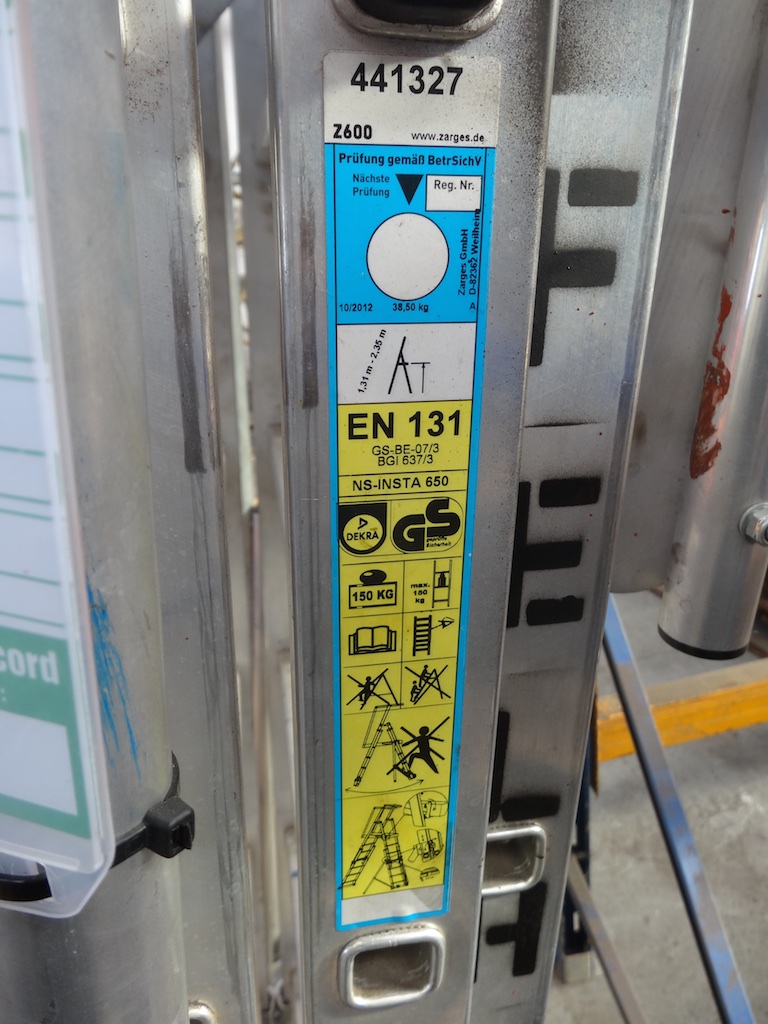 441327
Z600 www.zarges.de
Prüfung gemäß BetrSichV
Nächste
Prüfung
Reg. Nr.
Zarges GmbH
D-82362 Weilheim
10/2012 38,50 kg A
1,31 m - 2,35 m
EN 131
GS-BE-07/3
BGI 637/3
NS-INSTA 650
DEKRA
GS
geprüfte
Sicherheit
150 KG
max.
150
kg
cord
: